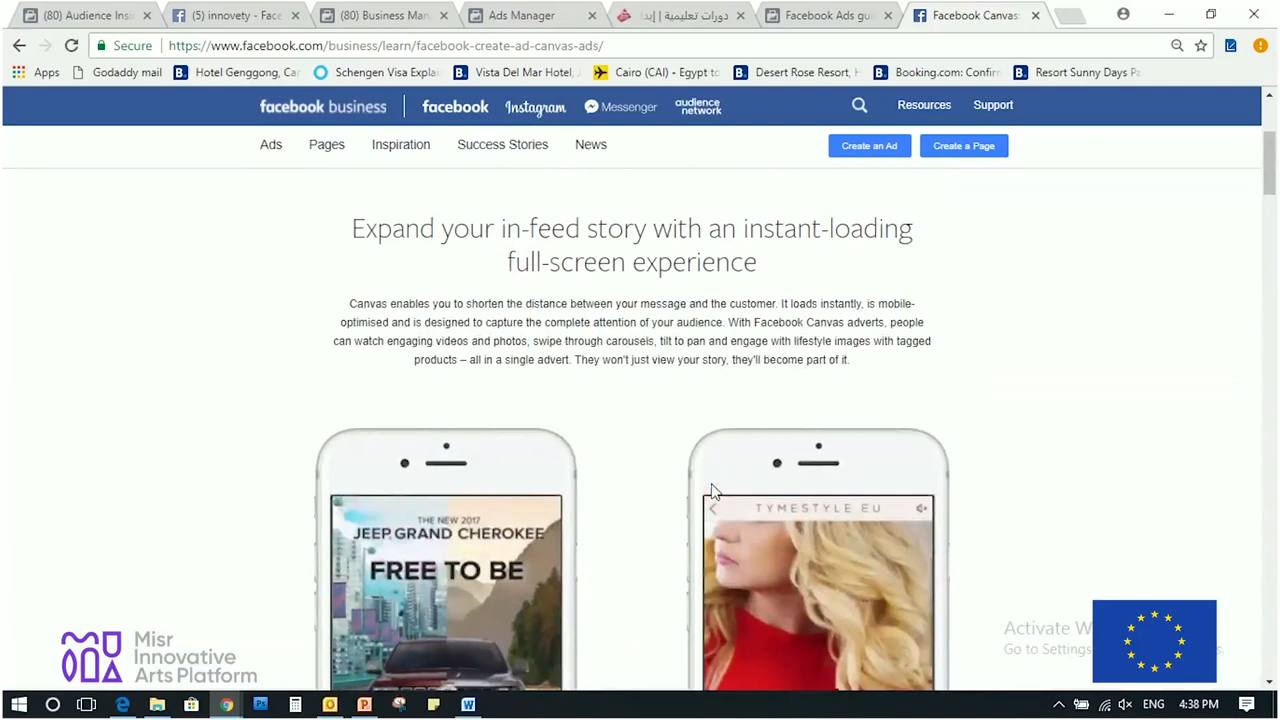 (80) Audience Insi
(5) innovety - Face
(80) Business Man
Ads Manager
دورات تعليمية | إبدا
Facebook Ads gui
Facebook Canvas:
Secure
https://www.facebook.com/business/learn/facebook-create-ad-canvas-ads/
Apps
Godaddy mail
Hotel Genggong, Car
Schengen Visa Explai
Vista Del Mar Hotel, J
Cairo (CAI) - Egypt to
Desert Rose Resort, H
Booking.com: Confirm
Resort Sunny Days Pa
facebook business
facebook
Instagram
Messenger
audience
network
Resources
Support
Ads
Pages
Inspiration
Success Stories
News
Create an Ad
Create a Page
Expand your in-feed story with an instant-loading
full-screen experience
Canvas enables you to shorten the distance between your message and the customer. It loads instantly, is mobile-
optimised and is designed to capture the complete attention of your audience. With Facebook Canvas adverts, people
can watch engaging videos and photos, swipe through carousels, tilt to pan and engage with lifestyle images with tagged
products – all in a single advert. They won't just view your story, they'll become part of it.
THE NEW 2017
JEEP GRAND CHEROKEE
FREE TO BE
TYMESTYLE EU
Misr
Innovative
Arts Platform
Activate W
Go to Settings
ENG
4:38 PM